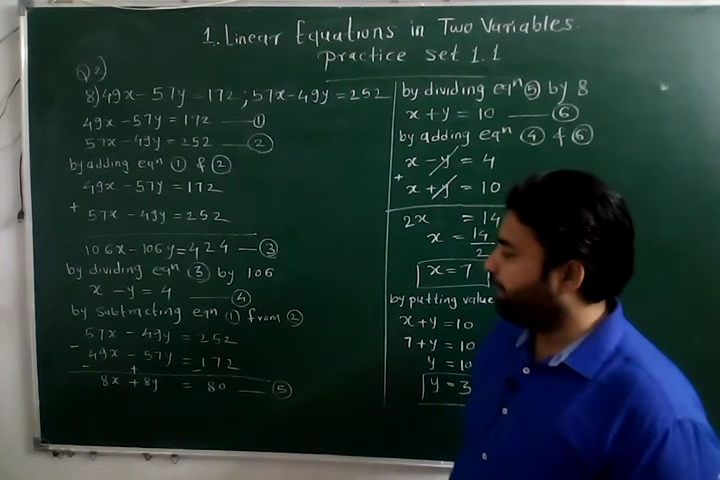 1. Linear Equations in Two Variables.
Practice set 1.1
Q2)
8) 49x - 57y = 172 ; 57x - 49y = 252
49x - 57y = 172 — ①
57x - 49y = 252 — ②
by adding eqⁿ ① & ②
49x - 57y = 172
+ 57x - 49y = 252
106x - 106y = 424 — ③
by dividing eqⁿ ③ by 106
x - y = 4 — ④
by subtracting eqⁿ ① from ②
57x - 49y = 252
- 49x - 57y = 172
- + -
8x + 8y = 80 — ⑤
by dividing eqⁿ ⑤ by 8
x + y = 10 — ⑥
by adding eqⁿ ④ & ⑥
x - y = 4
+ x + y = 10
2x = 14
x = 14/2
x = 7
by putting value
x + y = 10
7 + y = 10
y = 10
y = 3